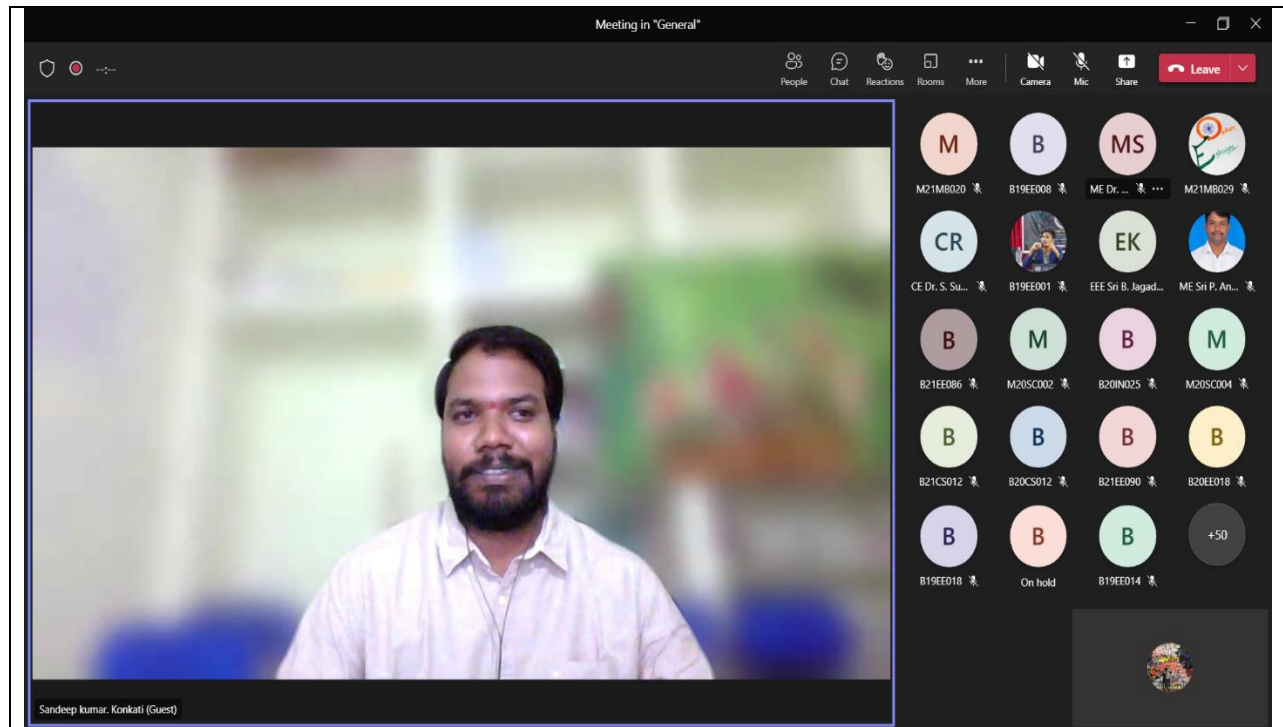 Meeting in "General"
--:--
People Chat Reactions Rooms More Camera Mic Share Leave
M B MS
M21MB020 B19EE008 ME Dr. ... M21MB029
CR EK
CE Dr. S. Su... B19EE001 EEE Sri B. Jagad... ME Sri P. An...
B M B M
B21EE086 M20SC002 B20IN025 M20SC004
B B B B
B21CS012 B20CS012 B21EE090 B20EE018
B B B +50
B19EE018 On hold B19EE014
Sandeep kumar. Konkati (Guest)